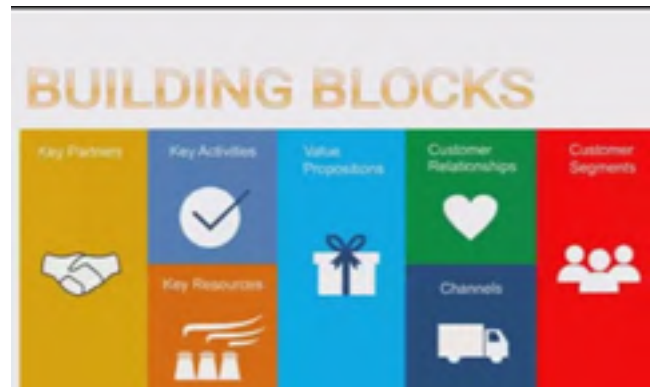 BUILDING BLOCKS
Key Partners
Key Activities
Value
Propositions
Customer
Relationships
Customer
Segments
Key Resources
Channels